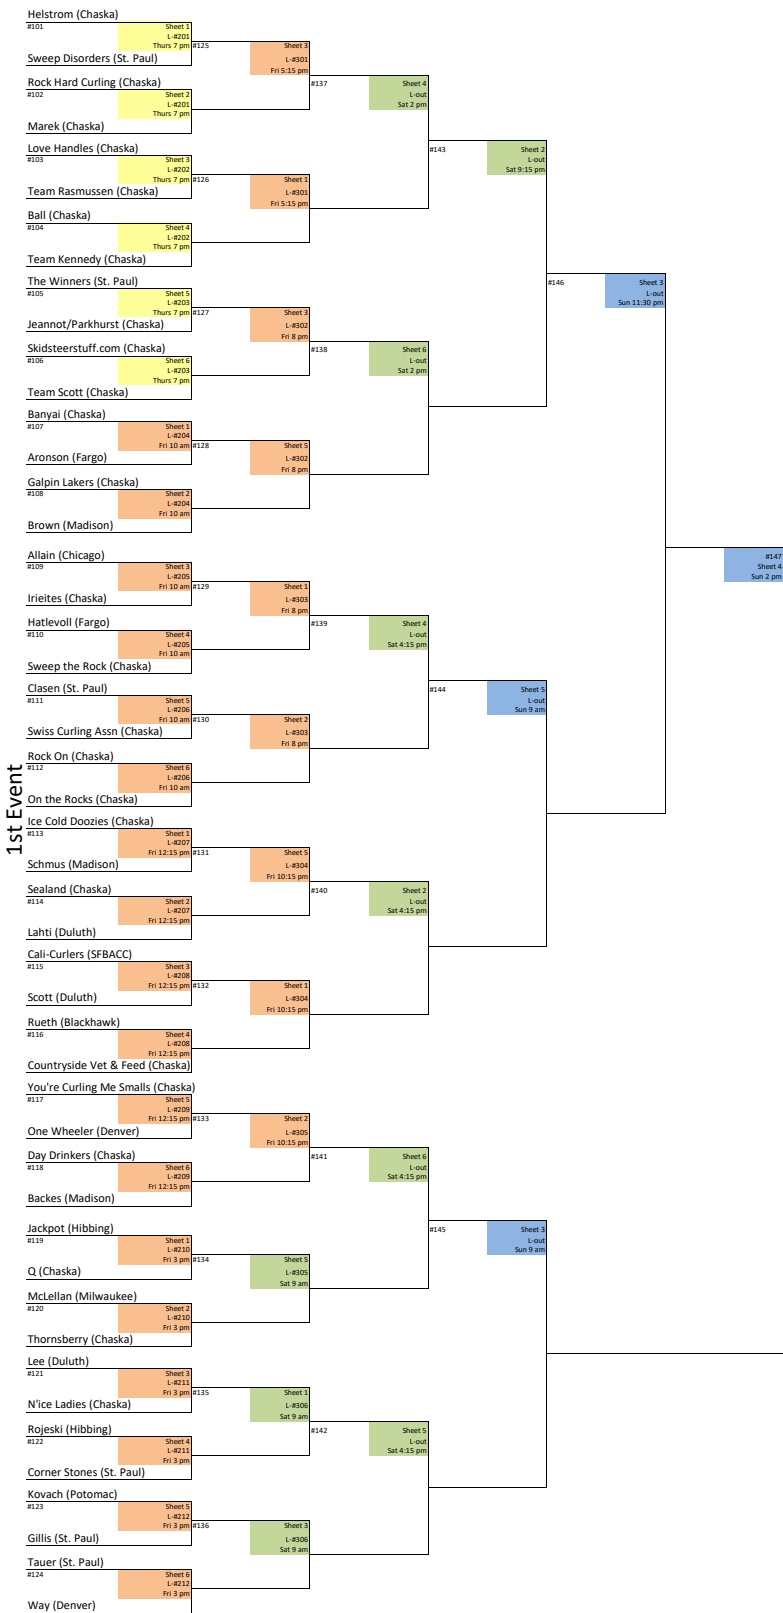 Helstrom (Chaska)
#101
Sheet 1
L-#201
Thurs 7 pm
#125
Sheet 3
L-#301
Fri 5:15 pm
Sweep Disorders (St. Paul)
Rock Hard Curling (Chaska)
#102
Sheet 2
L-#201
Thurs 7 pm
#137
Sheet 4
L-out
Sat 2 pm
Marek (Chaska)
Love Handles (Chaska)
#103
Sheet 3
L-#202
Thurs 7 pm
#126
Sheet 1
L-#301
Fri 5:15 pm
#143
Sheet 2
L-out
Sat 9:15 pm
Team Rasmussen (Chaska)
Ball (Chaska)
#104
Sheet 4
L-#202
Thurs 7 pm
Team Kennedy (Chaska)
The Winners (St. Paul)
#105
Sheet 5
L-#203
Thurs 7 pm
#127
Sheet 3
L-#302
Fri 8 pm
#146
Sheet 3
L-out
Sun 11:30 pm
Jeannot/Parkhurst (Chaska)
Skidsteerstuff.com (Chaska)
#106
Sheet 6
L-#203
Thurs 7 pm
#138
Sheet 6
L-out
Sat 2 pm
Team Scott (Chaska)
Banyai (Chaska)
#107
Sheet 1
L-#204
Fri 10 am
#128
Sheet 5
L-#302
Fri 8 pm
Aronson (Fargo)
Galpin Lakers (Chaska)
#108
Sheet 2
L-#204
Fri 10 am
Brown (Madison)
Allain (Chicago)
#109
Sheet 3
L-#205
Fri 10 am
#129
Sheet 1
L-#303
Fri 8 pm
#147
Sheet 4
Sun 2 pm
Irieites (Chaska)
Hatlevoll (Fargo)
#110
Sheet 4
L-#205
Fri 10 am
#139
Sheet 4
L-out
Sat 4:15 pm
Sweep the Rock (Chaska)
Clasen (St. Paul)
#111
Sheet 5
L-#206
Fri 10 am
#130
Sheet 2
L-#303
Fri 8 pm
#144
Sheet 5
L-out
Sun 9 am
Swiss Curling Assn (Chaska)
Rock On (Chaska)
#112
Sheet 6
L-#206
Fri 10 am
On the Rocks (Chaska)
1st Event
Ice Cold Doozies (Chaska)
#113
Sheet 1
L-#207
Fri 12:15 pm
#131
Sheet 5
L-#304
Fri 10:15 pm
Schmus (Madison)
Sealand (Chaska)
#114
Sheet 2
L-#207
Fri 12:15 pm
#140
Sheet 2
L-out
Sat 4:15 pm
Lahti (Duluth)
Cali-Curlers (SFBACC)
#115
Sheet 3
L-#208
Fri 12:15 pm
#132
Sheet 1
L-#304
Fri 10:15 pm
Scott (Duluth)
Rueth (Blackhawk)
#116
Sheet 4
L-#208
Fri 12:15 pm
Countryside Vet & Feed (Chaska)
You're Curling Me Smalls (Chaska)
#117
Sheet 5
L-#209
Fri 12:15 pm
#133
Sheet 2
L-#305
Fri 10:15 pm
One Wheeler (Denver)
Day Drinkers (Chaska)
#118
Sheet 6
L-#209
Fri 12:15 pm
#141
Sheet 6
L-out
Sat 4:15 pm
Backes (Madison)
Jackpot (Hibbing)
#119
Sheet 1
L-#210
Fri 3 pm
#134
Sheet 5
L-#305
Sat 9 am
#145
Sheet 3
L-out
Sun 9 am
Q (Chaska)
McLellan (Milwaukee)
#120
Sheet 2
L-#210
Fri 3 pm
Thornsberry (Chaska)
Lee (Duluth)
#121
Sheet 3
L-#211
Fri 3 pm
#135
Sheet 1
L-#306
Sat 9 am
N'ice Ladies (Chaska)
Rojeski (Hibbing)
#122
Sheet 4
L-#211
Fri 3 pm
#142
Sheet 5
L-out
Sat 4:15 pm
Corner Stones (St. Paul)
Kovach (Potomac)
#123
Sheet 5
L-#212
Fri 3 pm
#136
Sheet 3
L-#306
Sat 9 am
Gillis (St. Paul)
Tauer (St. Paul)
#124
Sheet 6
L-#212
Fri 3 pm
Way (Denver)